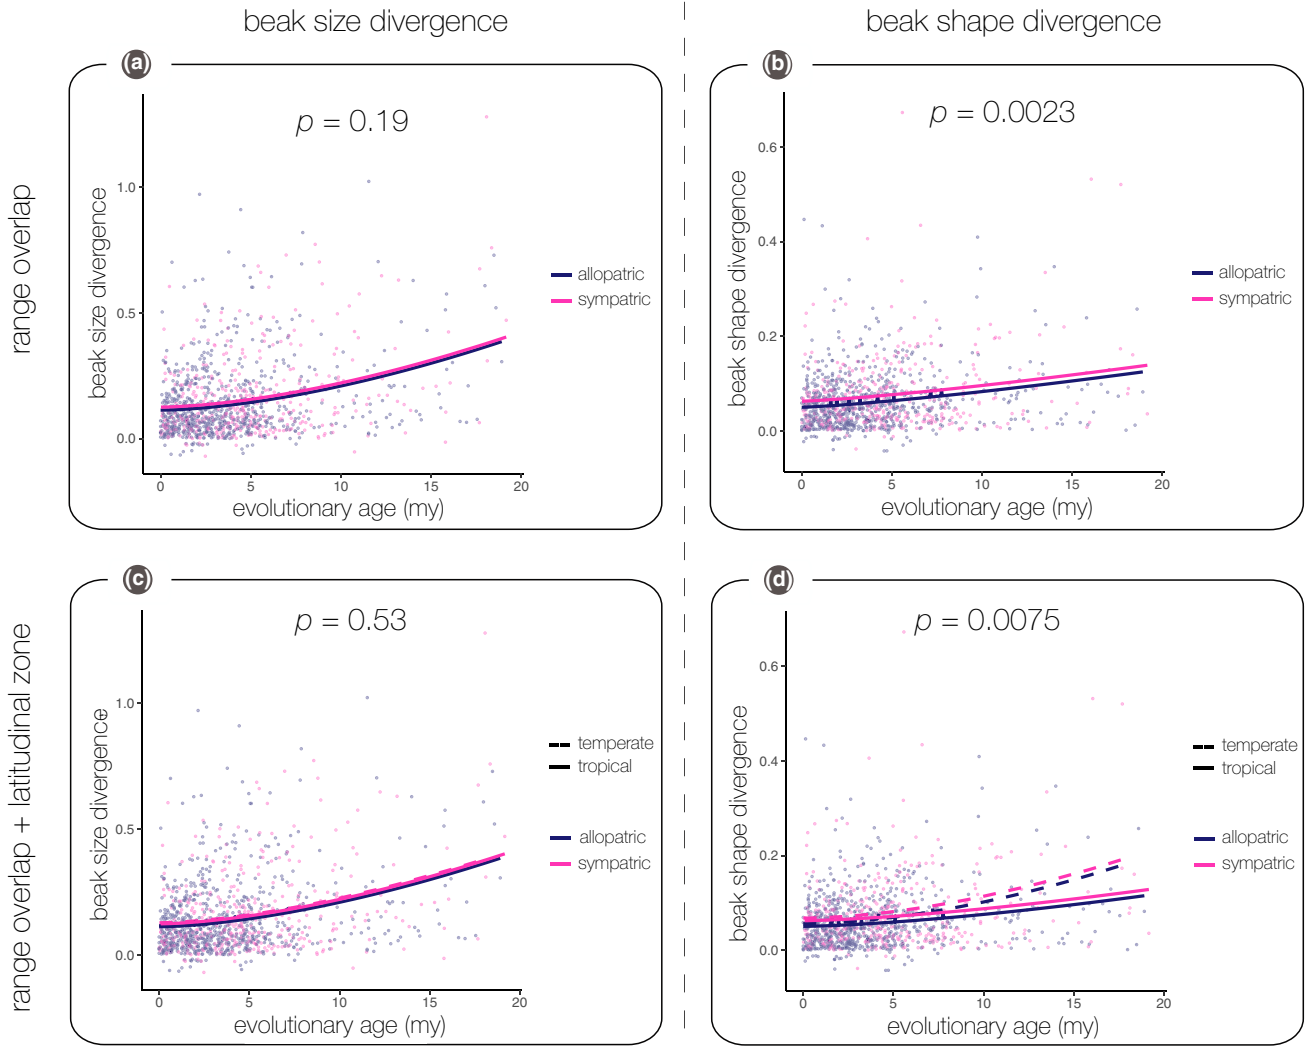 beak size divergence
beak shape divergence
range overlap
(a)
p = 0.19
beak size divergence
1.0
0.5
0.0
0 5 10 15 20
evolutionary age (my)
allopatric
sympatric
(b)
p = 0.0023
beak shape divergence
0.6
0.4
0.2
0.0
0 5 10 15 20
evolutionary age (my)
allopatric
sympatric
range overlap + latitudinal zone
(c)
p = 0.53
beak size divergence
1.0
0.5
0.0
0 5 10 15 20
evolutionary age (my)
temperate
tropical
allopatric
sympatric
(d)
p = 0.0075
beak shape divergence
0.6
0.4
0.2
0.0
0 5 10 15 20
evolutionary age (my)
temperate
tropical
allopatric
sympatric